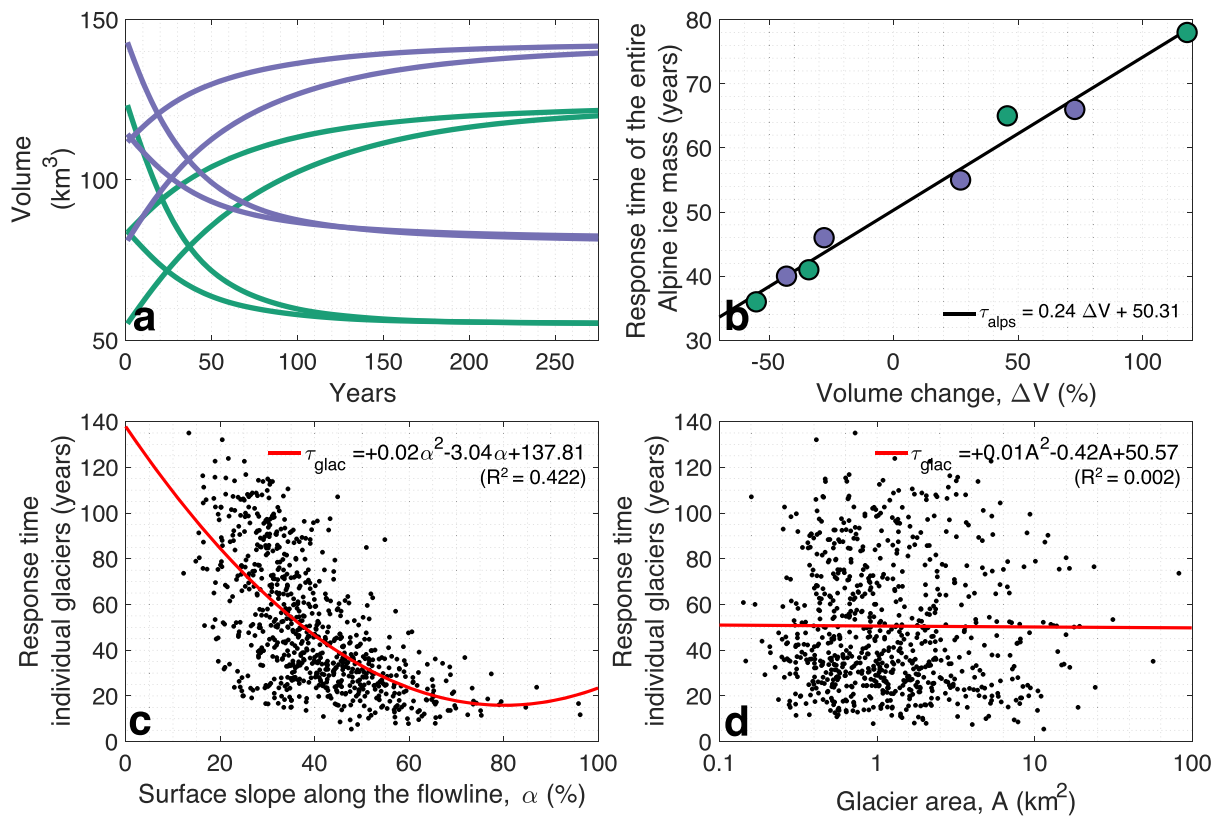 150
100
50
0
50
100
150
200
250
Volume
(km³)
Years
a
80
70
60
50
40
30
-50
0
50
100
Response time of the entire
Alpine ice mass (years)
Volume change, ΔV (%)
τalps = 0.24 ΔV + 50.31
b
140
120
100
80
60
40
20
0
0
20
40
60
80
100
Response time
individual glaciers (years)
Surface slope along the flowline, α (%)
τglac =+0.02α²-3.04α+137.81
(R² = 0.422)
c
140
120
100
80
60
40
20
0
0.1
1
10
100
Response time
individual glaciers (years)
Glacier area, A (km²)
τglac =+0.01A²-0.42A+50.57
(R² = 0.002)
d